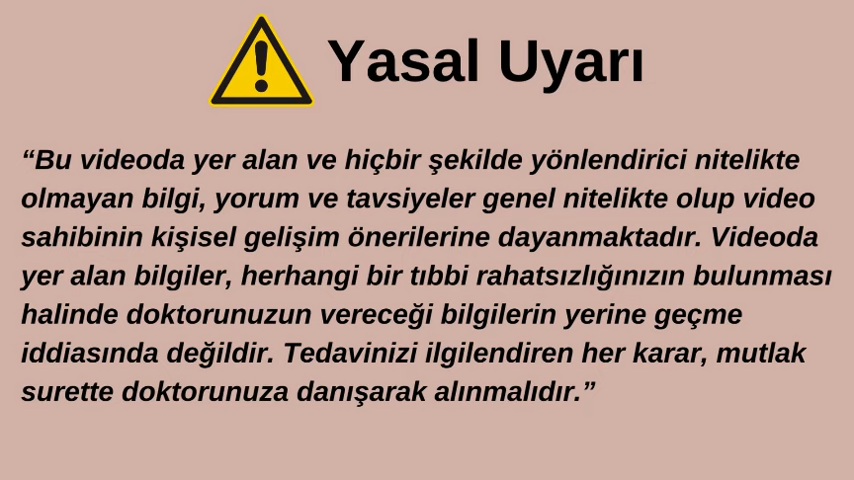 Yasal Uyarı
“Bu videoda yer alan ve hiçbir şekilde yönlendirici nitelikte
olmayan bilgi, yorum ve tavsiyeler genel nitelikte olup video
sahibinin kişisel gelişim önerilerine dayanmaktadır. Videoda
yer alan bilgiler, herhangi bir tıbbi rahatsızlığınızın bulunması
halinde doktorunuzun vereceği bilgilerin yerine geçme
iddiasında değildir. Tedavinizi ilgilendiren her karar, mutlak
surette doktorunuza danışarak alınmalıdır.”